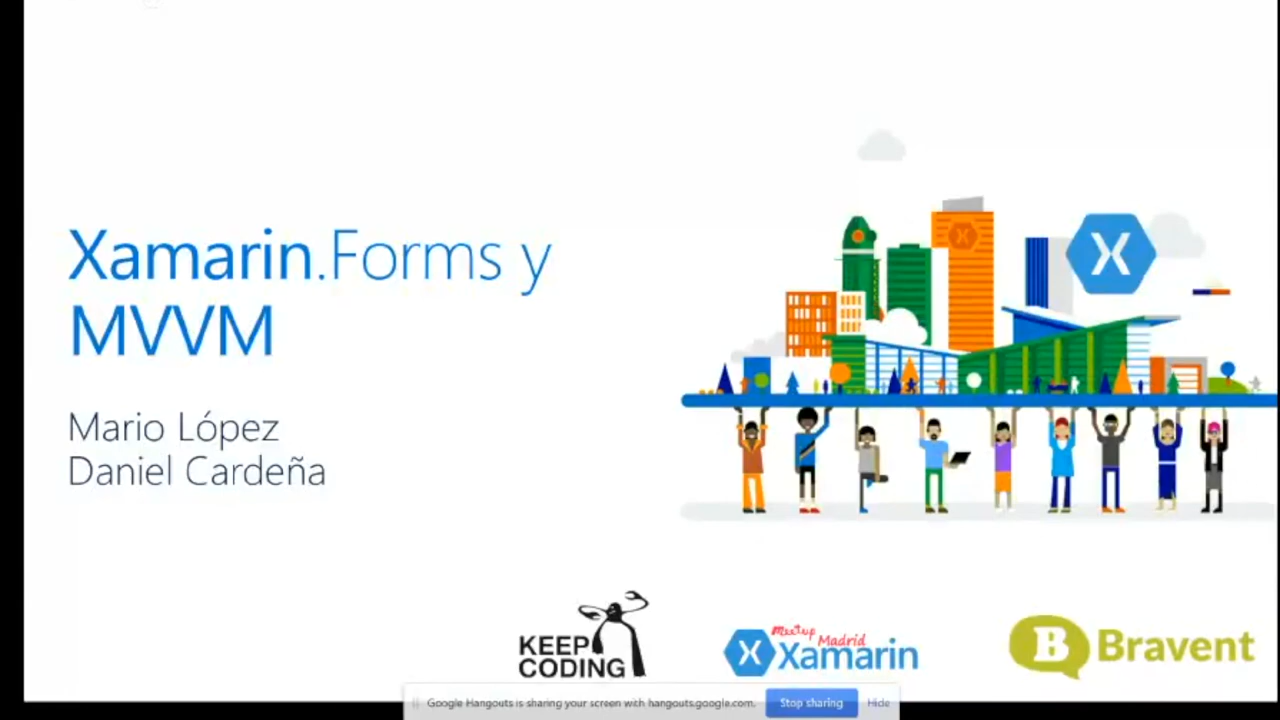 Xamarin.Forms y
MVVM
Mario López
Daniel Cardeña
X
X
KEEP
CODING
X
Meetup
Madrid
Xamarin
B
Bravent
Google Hangouts is sharing your screen with hangouts.google.com.
Stop sharing
Hide